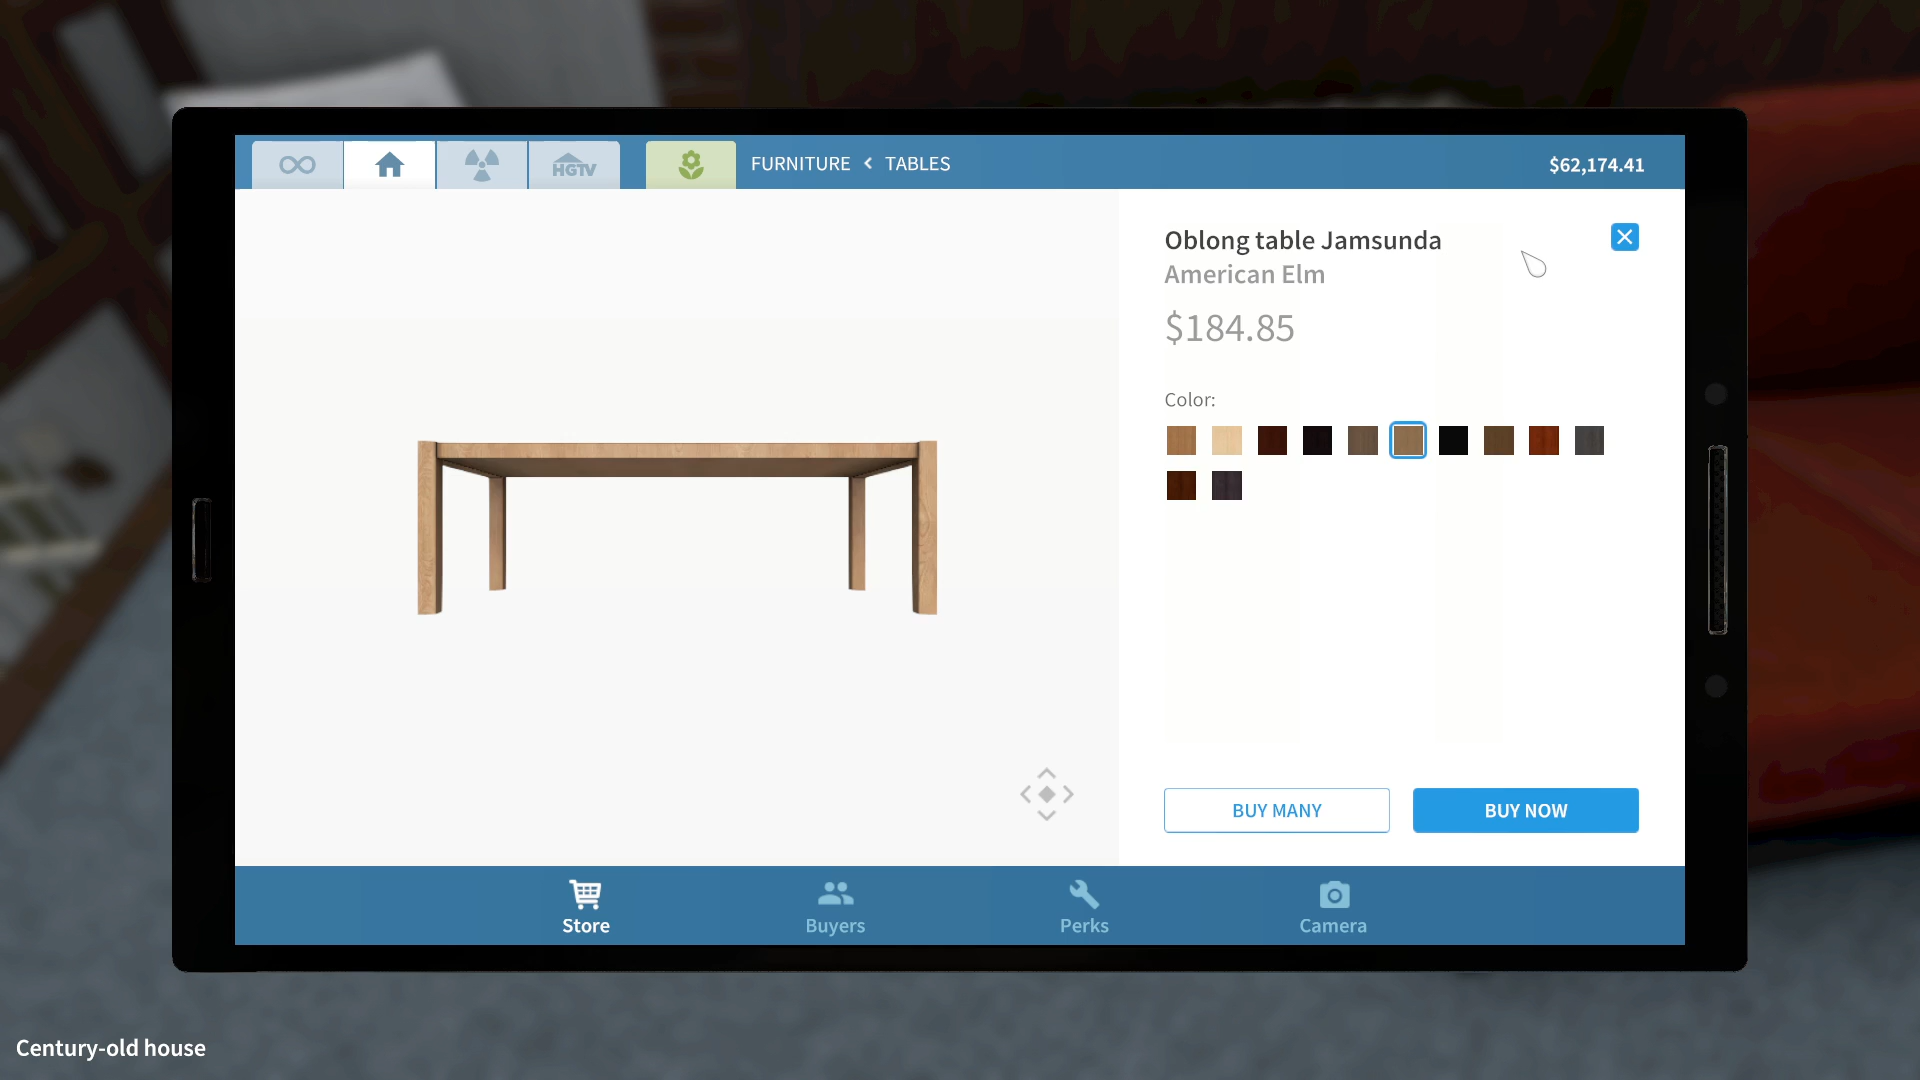 HGTV
FURNITURE < TABLES
$62,174.41
Oblong table Jamsunda
American Elm
$184.85
Color:
BUY MANY
BUY NOW
Store
Buyers
Perks
Camera
Century-old house